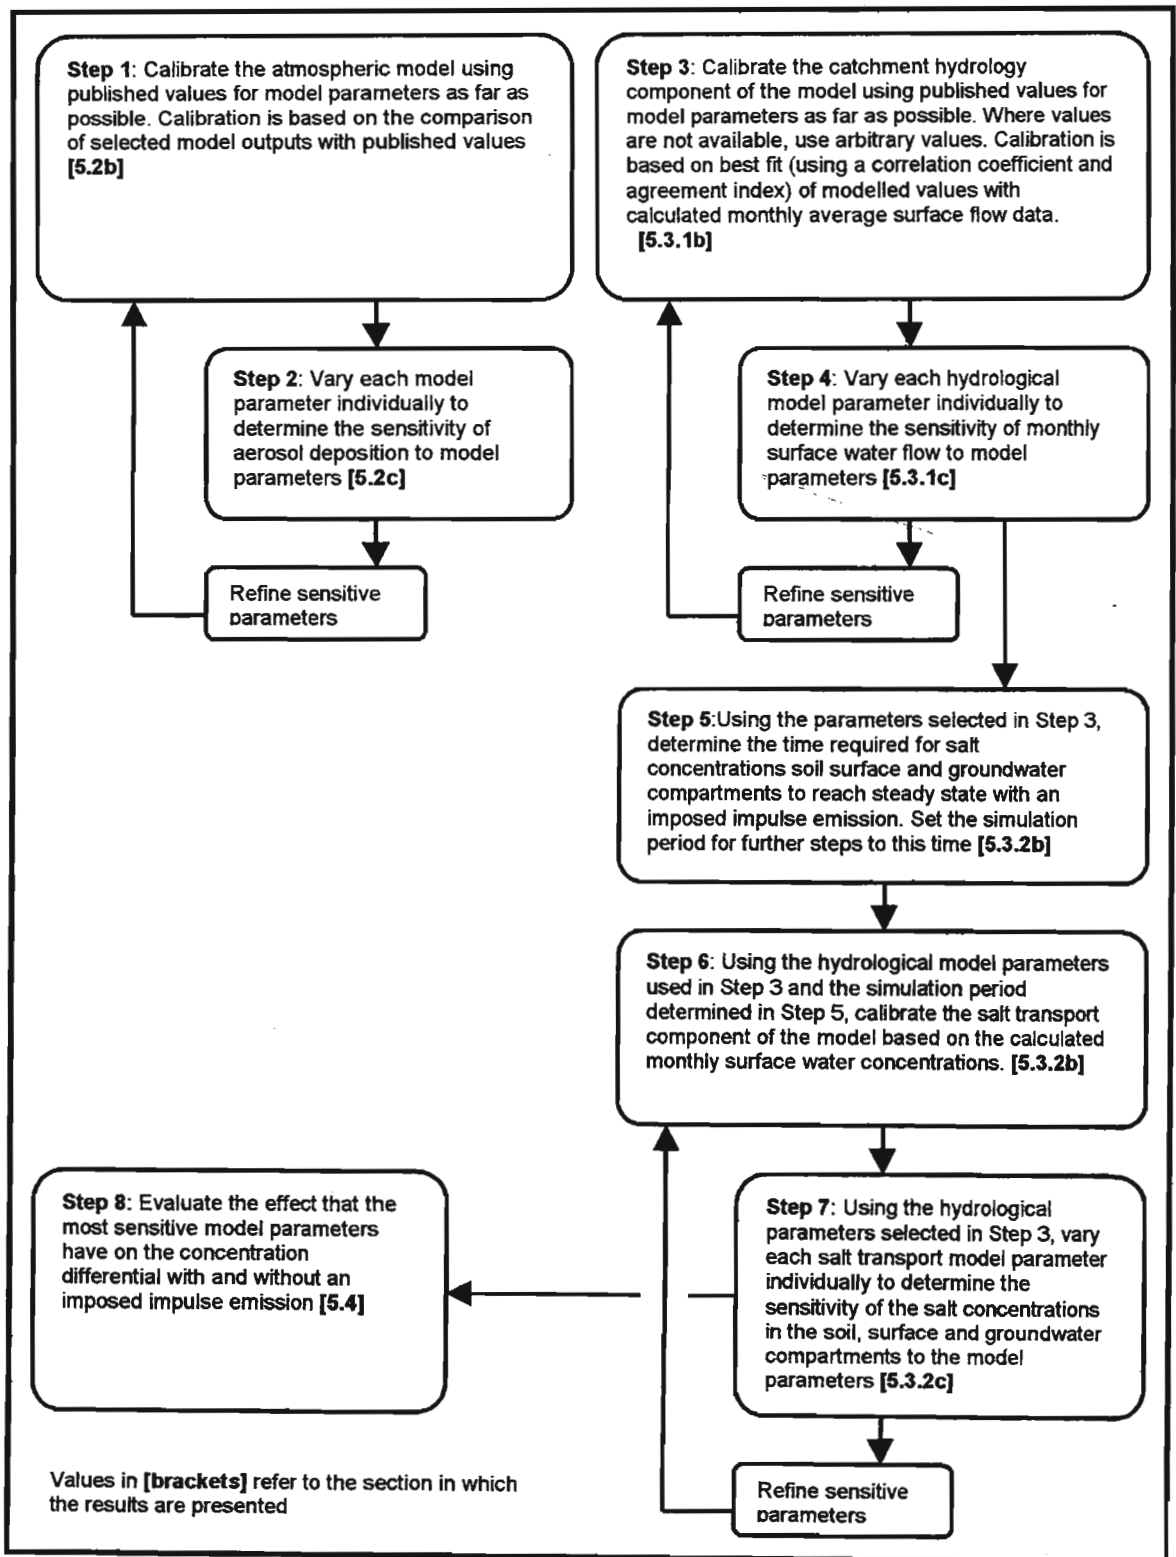 Step 1: Calibrate the atmospheric model using
published values for model parameters as far as
possible. Calibration is based on the comparison
of selected model outputs with published values
[5.2b]
Step 2: Vary each model
parameter individually to
determine the sensitivity of
aerosol deposition to model
parameters [5.2c]
Refine sensitive
parameters
Step 3: Calibrate the catchment hydrology
component of the model using published values for
model parameters as far as possible. Where values
are not available, use arbitrary values. Calibration is
based on best fit (using a correlation coefficient and
agreement index) of modelled values with
calculated monthly average surface flow data.
[5.3.1b]
Step 4: Vary each hydrological
model parameter individually to
determine the sensitivity of monthly
surface water flow to model
parameters [5.3.1c]
Refine sensitive
parameters
Step 5:Using the parameters selected in Step 3,
determine the time required for salt
concentrations soil surface and groundwater
compartments to reach steady state with an
imposed impulse emission. Set the simulation
period for further steps to this time [5.3.2b]
Step 6: Using the hydrological model parameters
used in Step 3 and the simulation period
determined in Step 5, calibrate the salt transport
component of the model based on the calculated
monthly surface water concentrations. [5.3.2b]
Step 7: Using the hydrological
parameters selected in Step 3, vary
each salt transport model parameter
individually to determine the
sensitivity of the salt concentrations
in the soil, surface and groundwater
compartments to the model
parameters [5.3.2c]
Refine sensitive
parameters
Step 8: Evaluate the effect that the
most sensitive model parameters
have on the concentration
differential with and without an
imposed impulse emission [5.4]
Values in [brackets] refer to the section in which
the results are presented